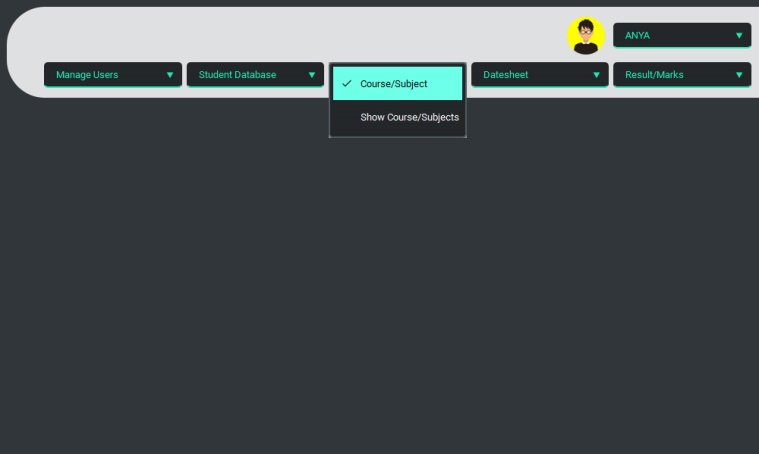 ANYA
Manage Users
Student Database
Course/Subject
Show Course/Subjects
Datesheet
Result/Marks